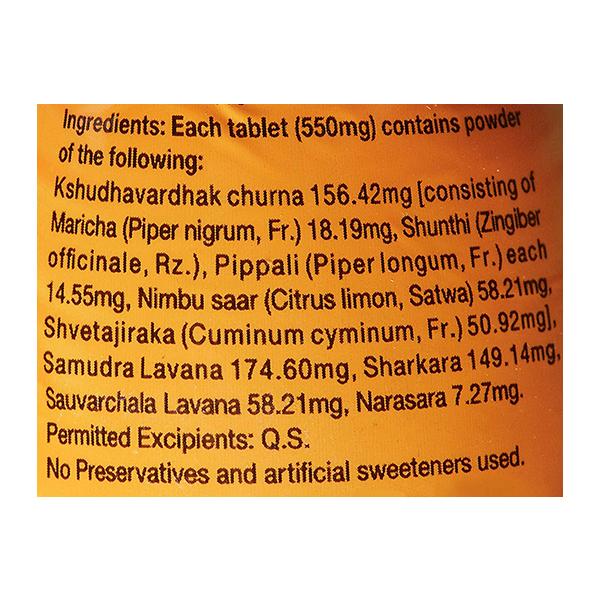 Ingredients: Each tablet (550mg) contains powder
of the following:
Kshudhavardhak churna 156.42mg [consisting of
Maricha (Piper nigrum, Fr.) 18.19mg, Shunthi (Zingiber
officinale, Rz.), Pippali (Piper longum, Fr.) each
14.55mg, Nimbu saar (Citrus limon, Satwa) 58.21mg,
Shvetajiraka (Cuminum cyminum, Fr.) 50.92mg],
Samudra Lavana 174.60mg, Sharkara 149.14mg,
Sauvarchala Lavana 58.21mg, Narasara 7.27mg.
Permitted Excipients: Q.S.
No Preservatives and artificial sweeteners used.